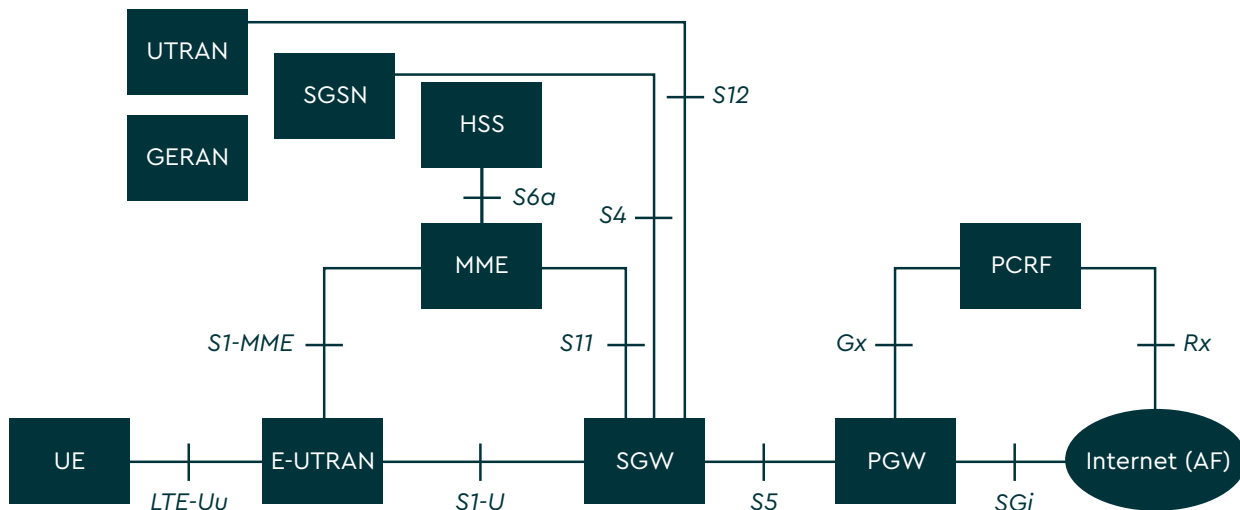 UTRAN
SGSN
S12
HSS
GERAN
S6a
S4
MME
PCRF
S1-MME
S11
Gx
Rx
UE
E-UTRAN
SGW
PGW
Internet (AF)
LTE-Uu
S1-U
S5
SGi